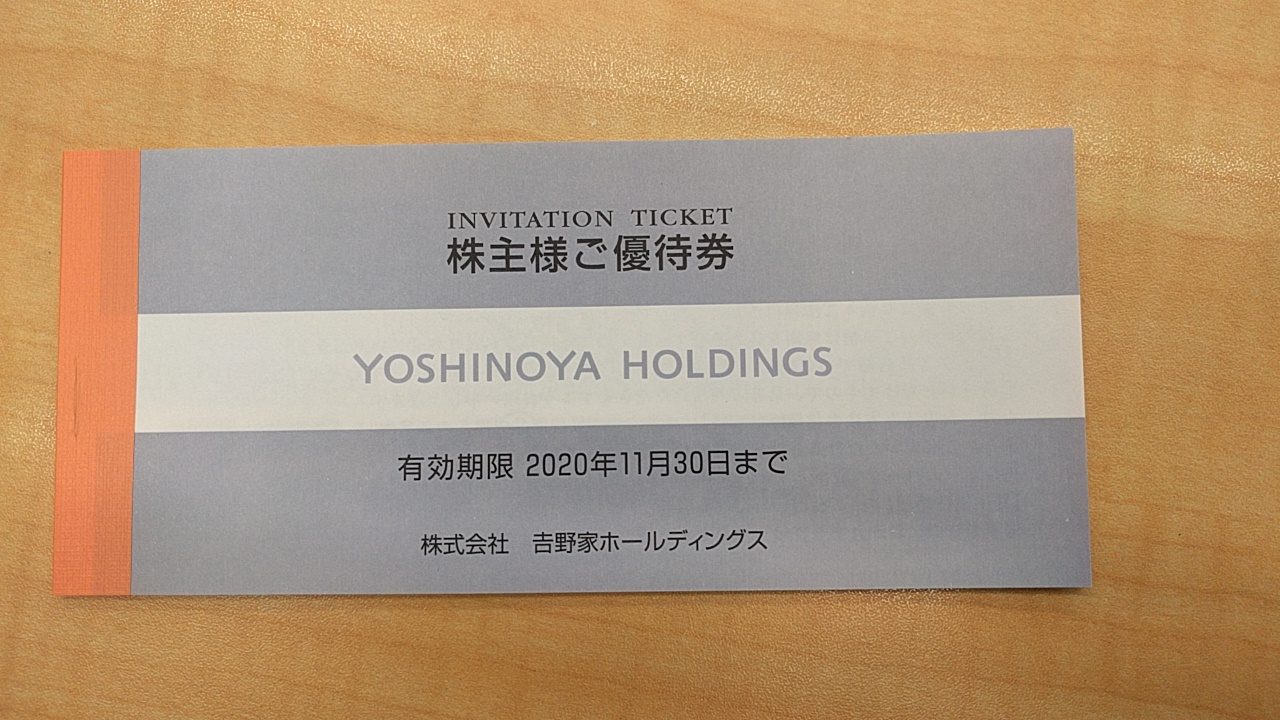 INVITATION TICKET
株主様ご優待券
YOSHINOYA HOLDINGS
有効期限 2020年11月30日まで
株式会社　𠮷野家ホールディングス